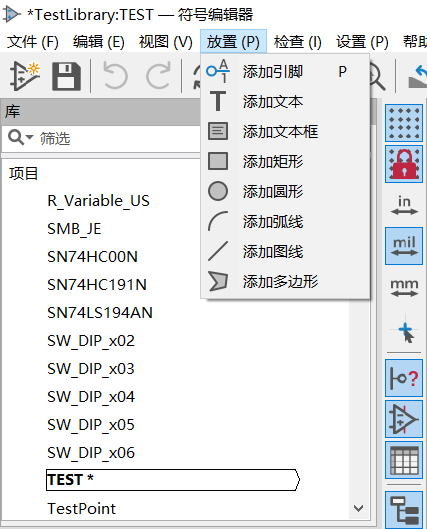 *TestLibrary:TEST — 符号编辑器
文件 (F) 编辑 (E) 视图 (V) 放置 (P) 检查 (I) 设置 (P) 帮助
添加引脚 P
添加文本
添加文本框
添加矩形
添加圆形
添加弧线
添加图线
添加多边形
库
筛选
项目
R_Variable_US
SMB_JE
SN74HC00N
SN74HC191N
SN74LS194AN
SW_DIP_x02
SW_DIP_x03
SW_DIP_x04
SW_DIP_x05
SW_DIP_x06
TEST *
TestPoint
in
mil
mm